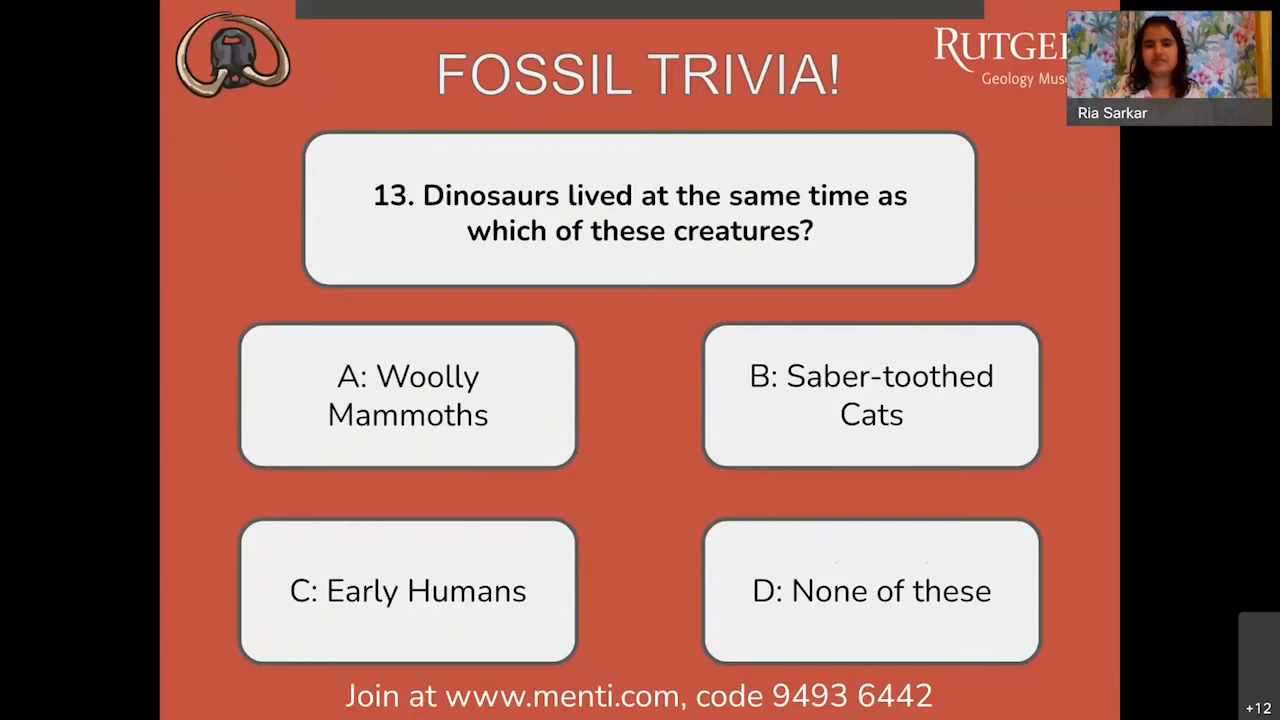 FOSSIL TRIVIA!
Geology
Ria Sarkar
13. Dinosaurs lived at the same time as
which of these creatures?
A: Woolly
Mammoths
B: Saber-toothed
Cats
C: Early Humans
D: None of these
Join at www.menti.com, code 9493 6442
+12